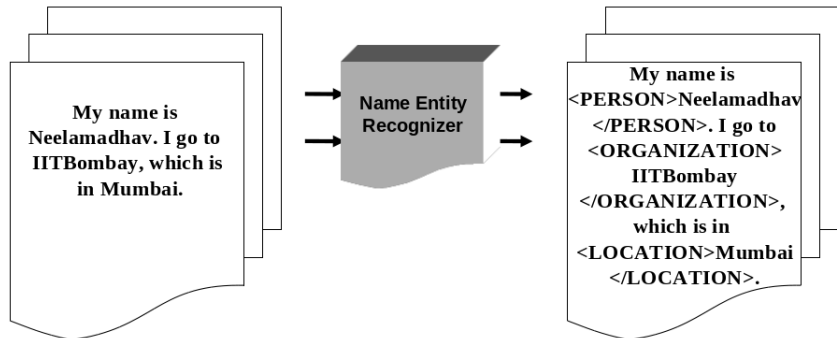 My name is
Neelamadhav. I go to
IITBombay, which is
in Mumbai.
Name Entity
Recognizer
My name is
<PERSON>Neelamadhav
</PERSON>. I go to
<ORGANIZATION>
IITBombay
</ORGANIZATION>,
which is in
<LOCATION>Mumbai
</LOCATION>.